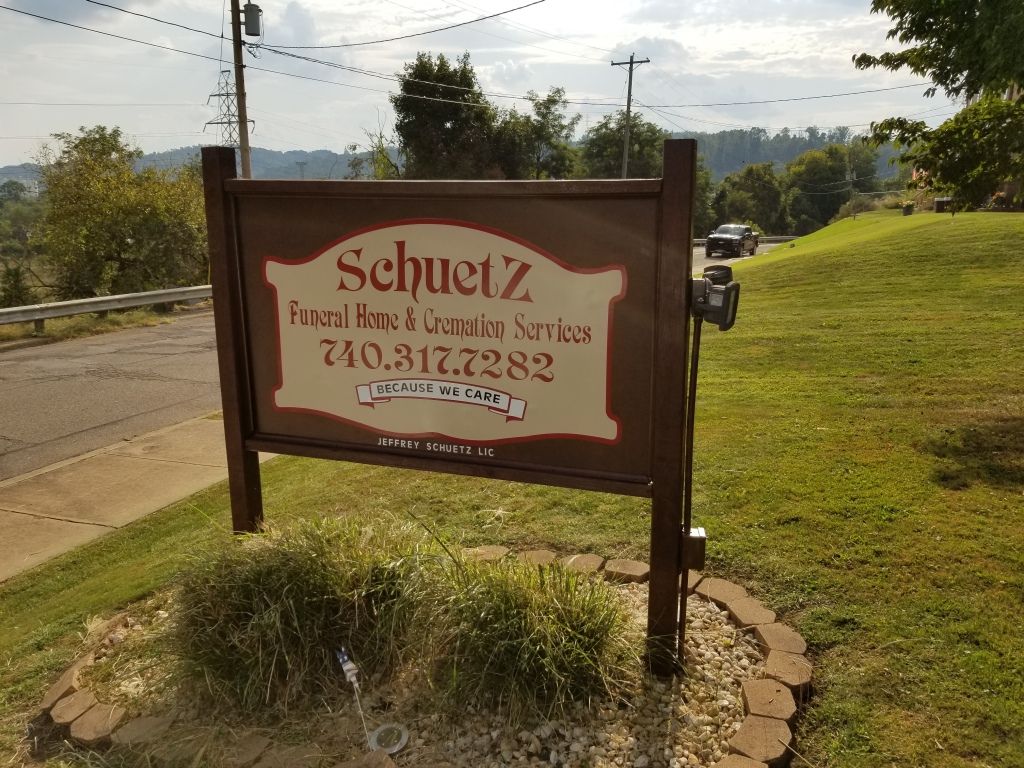 Schuetz
Funeral Home & Cremation Services
740.317.7282
BECAUSE WE CARE
JEFFREY SCHUETZ LIC